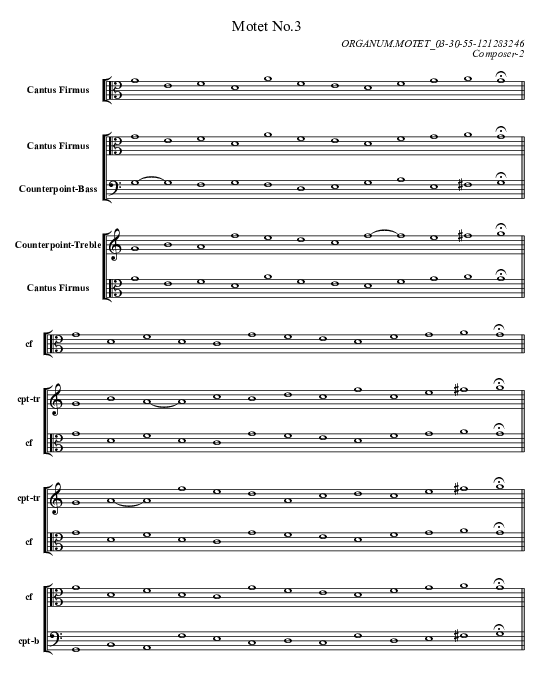 Motet No.3
ORGANUM.MOTET_03-30-55-121283246
Composer-2
Cantus Firmus
Cantus Firmus
Counterpoint-Bass
Counterpoint-Treble
Cantus Firmus
cf
cpt-tr
cf
cpt-tr
cf
cf
cpt-b